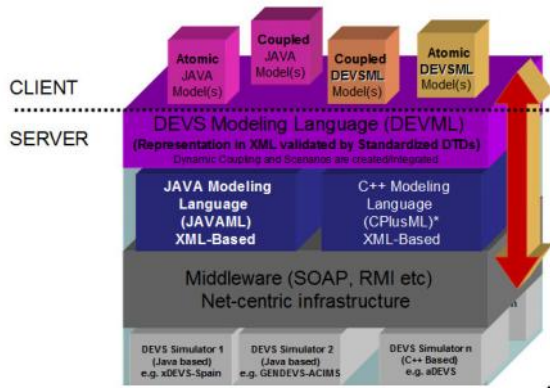 Atomic
JAVA
Model(s)
Coupled
JAVA
Model(s)
Coupled
DEVSML
Model(s)
Atomic
DEVSML
Model(s)
CLIENT
SERVER
DEVS Modeling Language (DEVML)
(Representation in XML validated by Standardized DTDs)
Dynamic Coupling and Scenarios are created/integrated
JAVA Modeling
Language
(JAVAML)
XML-Based
C++ Modeling
Language
(CPlusML)*
XML-Based
Middleware (SOAP, RMI etc)
Net-centric infrastructure
DEVS Simulator 1
(Java based)
e.g. xDEVS-Spain
DEVS Simulator 2
(Java based)
e.g. GENDEVS-ACIMS
DEVS Simulator n
(C++ Based)
e.g. aDEVS